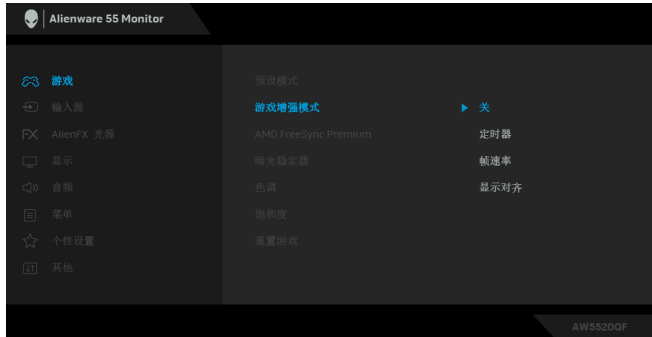 Alienware 55 Monitor
游戏
输入源
AlienFX 光源
显示
音频
菜单
个性设置
其他
预设模式
游戏增强模式
AMD FreeSync Premium
暗光稳定器
色调
饱和度
重置游戏
关
定时器
帧速率
显示对齐
AW5520QF